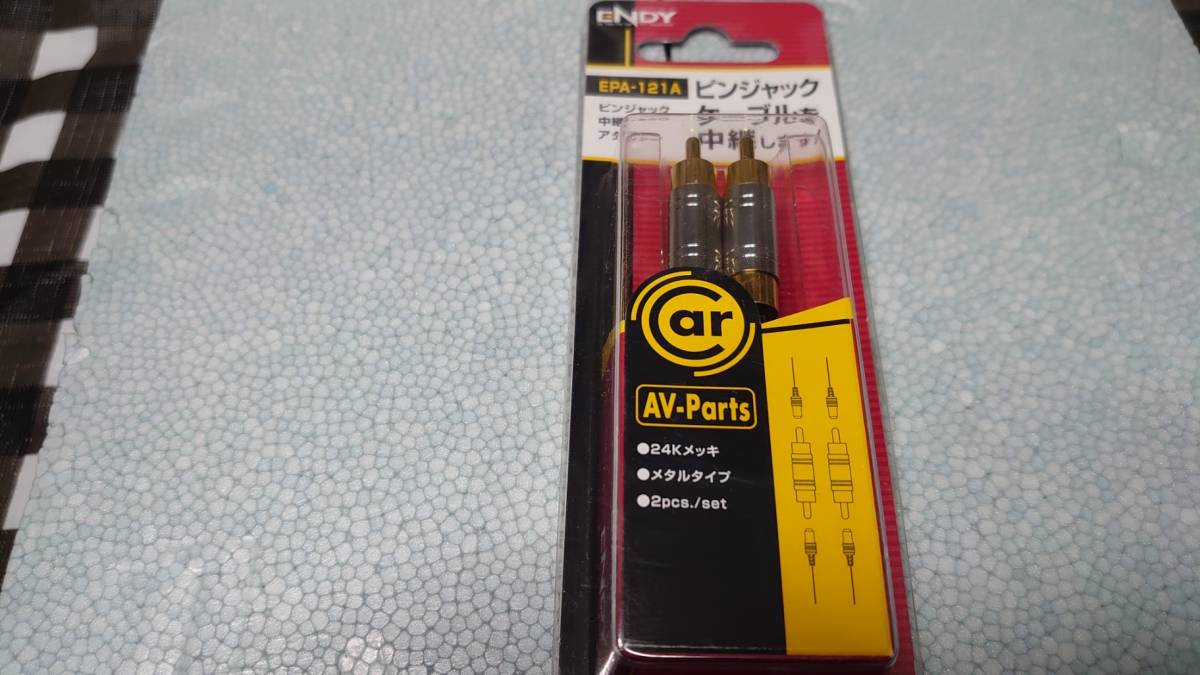 ENDY
EPA-121A
ピンジャック
ケーブルを
中継します
ピンジャック
中継
アダ
Car
AV-Parts
●24Kメッキ
●メタルタイプ
●2pcs./set